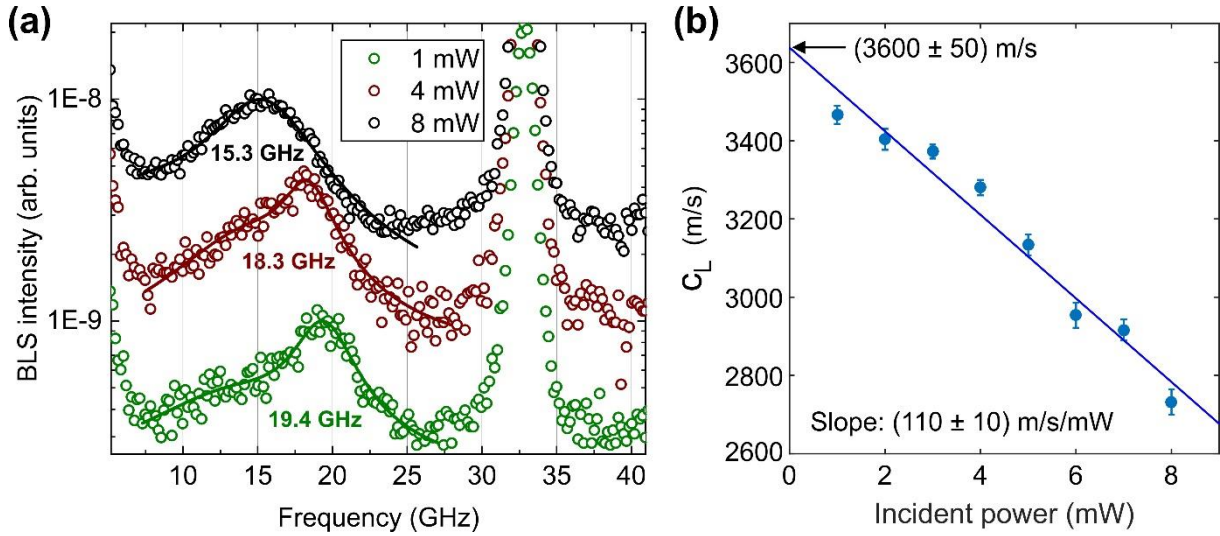 (a)
1E-8
1E-9
BLS intensity (arb. units)
1 mW
4 mW
8 mW
15.3 GHz
18.3 GHz
19.4 GHz
10 15 20 25 30 35 40
Frequency (GHz)
(b)
3600
3400
3200
3000
2800
2600
C_L (m/s)
(3600 ± 50) m/s
Slope: (110 ± 10) m/s/mW
0 2 4 6 8
Incident power (mW)